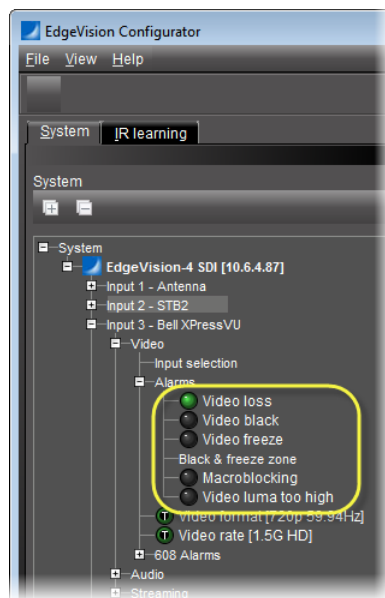 EdgeVision Configurator
File View Help
System IR learning
System
System
EdgeVision-4 SDI [10.6.4.87]
Input 1 - Antenna
Input 2 - STB2
Input 3 - Bell XPressVU
Video
Input selection
Alarms
Video loss
Video black
Video freeze
Black & freeze zone
Macroblocking
Video luma too high
T Video format [720p 59.94Hz]
T Video rate [1.5G HD]
608 Alarms
Audio
Streaming